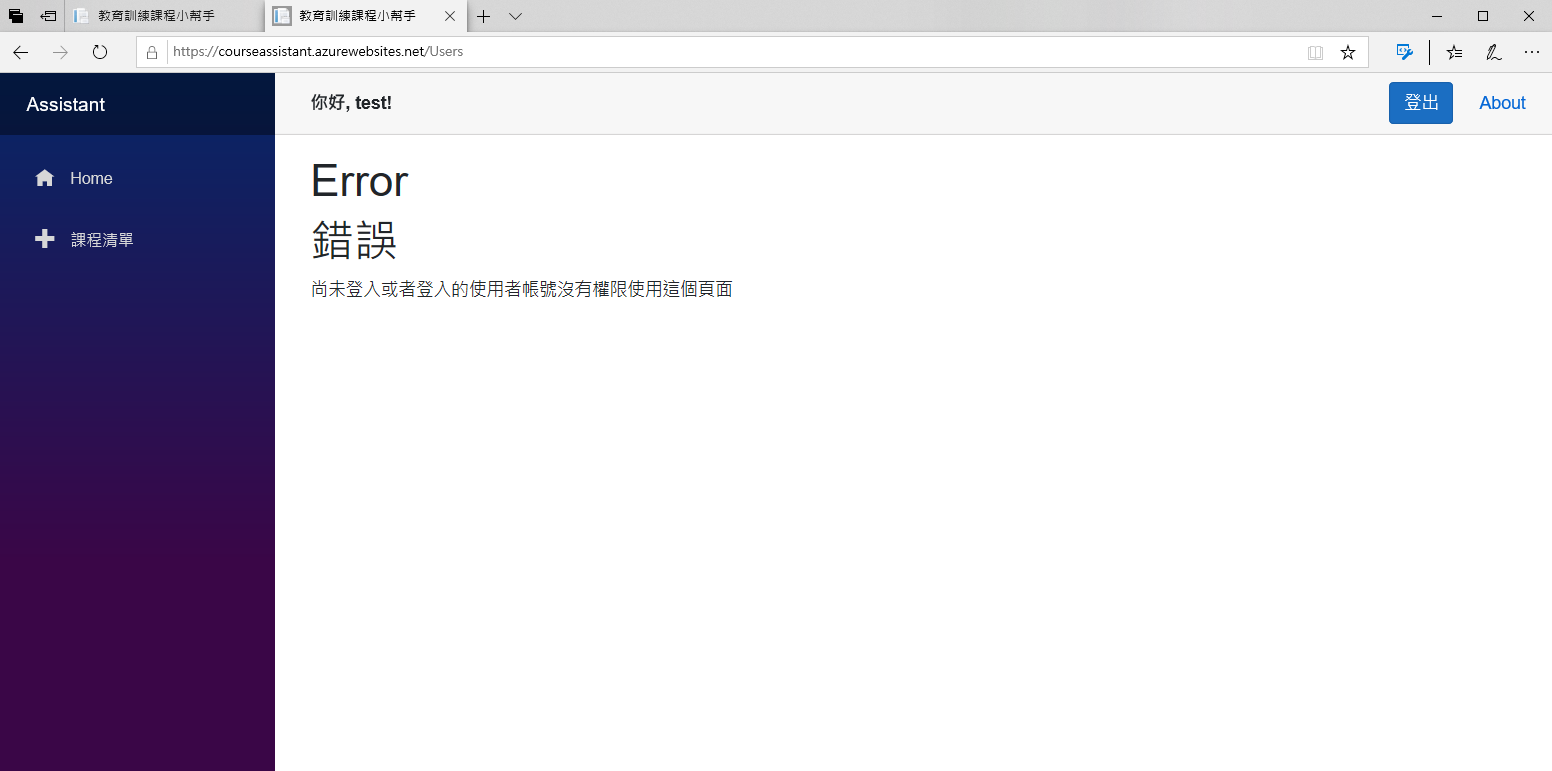 教育訓練課程小幫手
教育訓練課程小幫手
https://courseassistant.azurewebsites.net/Users
Assistant
你好, test!
登出
About
Home
課程清單
Error
錯誤
尚未登入或者登入的使用者帳號沒有權限使用這個頁面